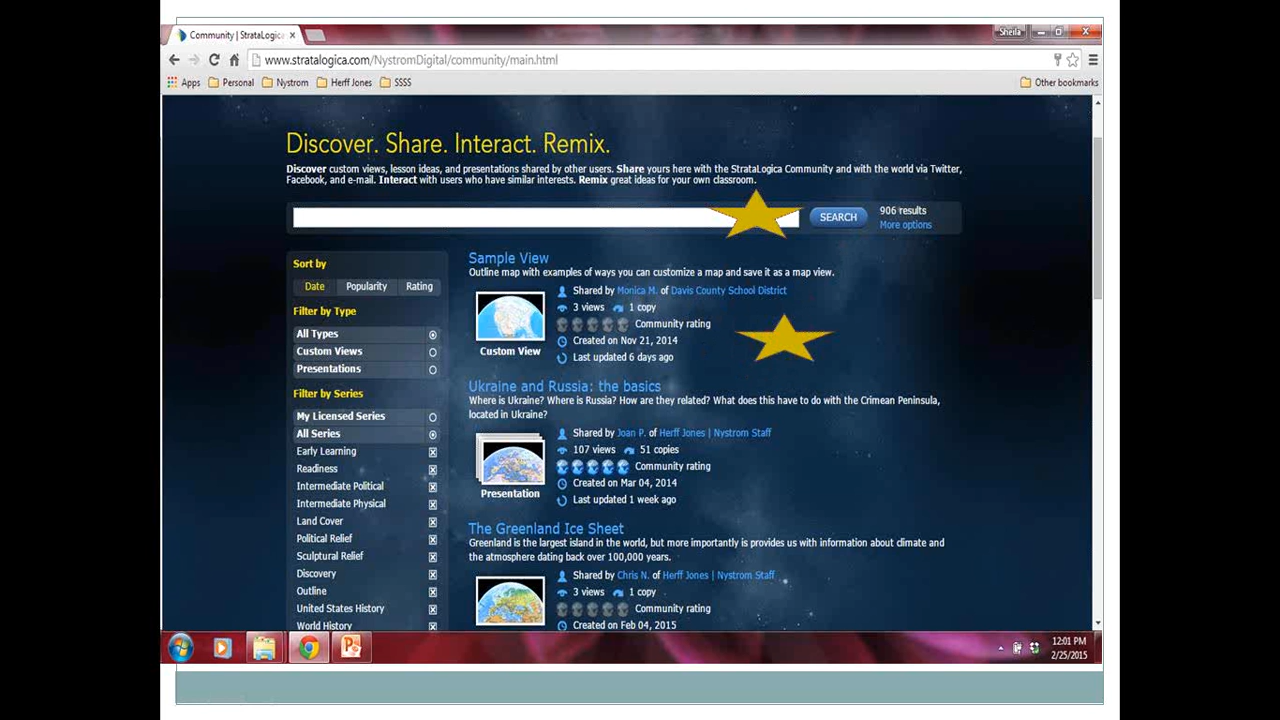 Community | StrataLogica
Sheila
www.stratalogica.com/NystromDigital/community/main.html
Apps Personal Nystrom Herff Jones SSSS Other bookmarks
Discover. Share. Interact. Remix.
Discover custom views, lesson ideas, and presentations shared by other users. Share yours here with the StrataLogica Community and with the world via Twitter,
Facebook, and e-mail. Interact with users who have similar interests. Remix great ideas for your own classroom.
SEARCH
906 results
More options
Sort by
Date Popularity Rating
Filter by Type
All Types
Custom Views
Presentations
Filter by Series
My Licensed Series
All Series
Early Learning
Readiness
Intermediate Political
Intermediate Physical
Land Cover
Political Relief
Sculptural Relief
Discovery
Outline
United States History
World History
Sample View
Outline map with examples of ways you can customize a map and save it as a map view.
Custom View
Shared by Monica M. of Davis County School District
3 views 1 copy
Community rating
Created on Nov 21, 2014
Last updated 6 days ago
Ukraine and Russia: the basics
Where is Ukraine? Where is Russia? How are they related? What does this have to do with the Crimean Peninsula,
located in Ukraine?
Presentation
Shared by Joan P. of Herff Jones | Nystrom Staff
107 views 51 copies
Community rating
Created on Mar 04, 2014
Last updated 1 week ago
The Greenland Ice Sheet
Greenland is the largest island in the world, but more importantly is provides us with information about climate and
the atmosphere dating back over 100,000 years.
Shared by Chris N. of Herff Jones | Nystrom Staff
3 views 1 copy
Community rating
Created on Feb 04, 2015
12:01 PM
2/25/2015